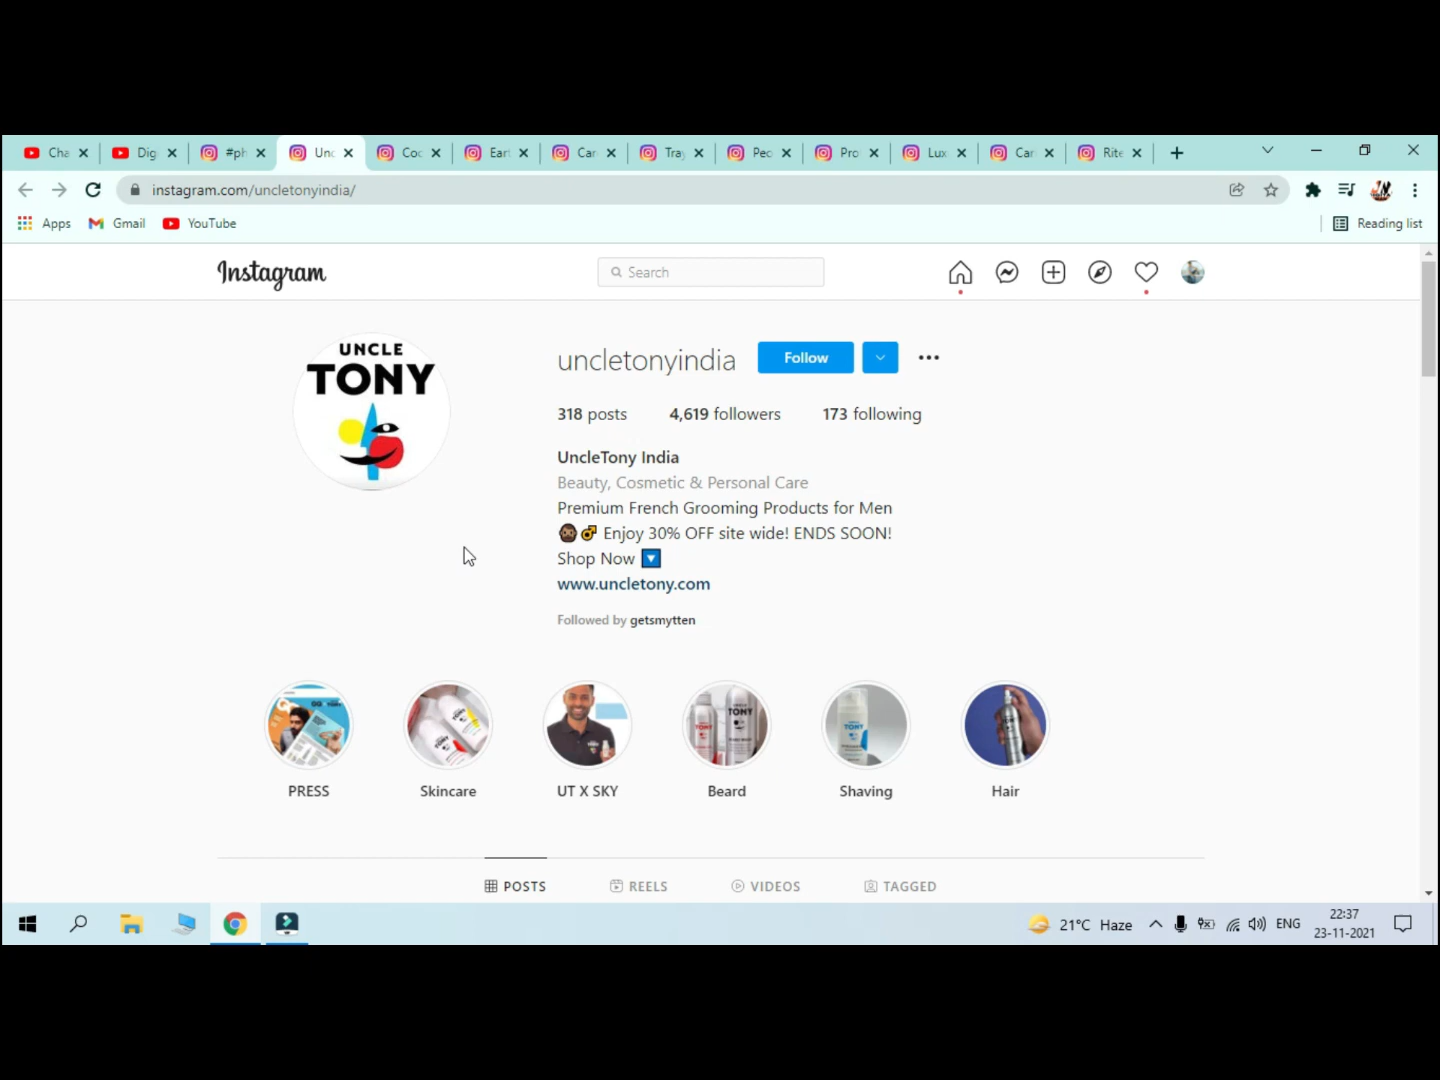 Cha
Dig
#ph
Unc
Coc
Eart
Car
Tray
Peo
Pro
Lux
Car
Rite
instagram.com/uncletonyindia/
Apps
Gmail
YouTube
Reading list
Instagram
Search
UNCLE
TONY
uncletonyindia
Follow
318 posts
4,619 followers
173 following
UncleTony India
Beauty, Cosmetic & Personal Care
Premium French Grooming Products for Men
Enjoy 30% OFF site wide! ENDS SOON!
Shop Now
www.uncletony.com
Followed by getsmytten
PRESS
Skincare
UT X SKY
Beard
Shaving
Hair
POSTS
REELS
VIDEOS
TAGGED
21°C Haze
ENG
22:37
23-11-2021